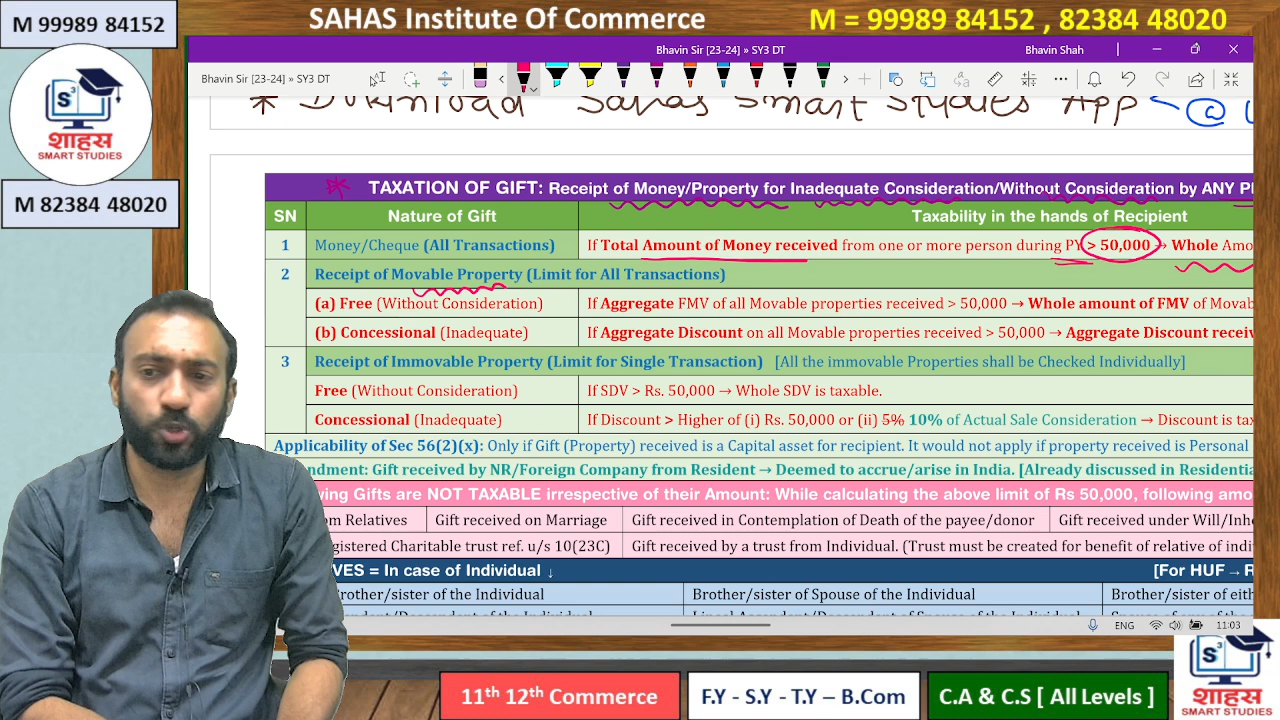 M 99989 84152
SAHAS Institute Of Commerce
M = 99989 84152 , 82384 48020
S³
शाहस
SMART STUDIES
M 82384 48020
Bhavin Sir [23-24] » SY3 DT
Bhavin Shah
Bhavin Sir [23-24] » SY3 DT
* Download Sahas Smart Studies App @
* TAXATION OF GIFT: Receipt of Money/Property for Inadequate Consideration/Without Consideration by ANY
SN Nature of Gift Taxability in the hands of Recipient
1 Money/Cheque (All Transactions) If Total Amount of Money received from one or more person during PY > 50,000 → Whole
2 Receipt of Movable Property (Limit for All Transactions)
(a) Free (Without Consideration) If Aggregate FMV of all Movable properties received > 50,000 → Whole amount of FMV of
(b) Concessional (Inadequate) If Aggregate Discount on all Movable properties received > 50,000 → Aggregate Discount
3 Receipt of Immovable Property (Limit for Single Transaction) [All the immovable Properties shall be Checked Individually]
Free (Without Consideration) If SDV > Rs. 50,000 → Whole SDV is taxable.
Concessional (Inadequate) If Discount > Higher of (i) Rs. 50,000 or (ii) 5% 10% of Actual Sale Consideration → Discount is
Applicability of Sec 56(2)(x): Only if Gift (Property) received is a Capital asset for recipient. It would not apply if property received is Personal
ndment: Gift received by NR/Foreign Company from Resident → Deemed to accrue/arise in India. [Already discussed in
wing Gifts are NOT TAXABLE irrespective of their Amount: While calculating the above limit of Rs 50,000, following
om Relatives Gift received on Marriage Gift received in Contemplation of Death of the payee/donor Gift received under
gistered Charitable trust ref. u/s 10(23C) Gift received by a trust from Individual. (Trust must be created for benefit of relative of
VES = In case of Individual ↓ [For HUF → R
rother/sister of the Individual Brother/sister of Spouse of the Individual Brother/sister of
ENG 11:03
S³
शाहस
SMART STUDIES
11th 12th Commerce
F.Y - S.Y - T.Y – B.Com
C.A & C.S [ All Levels ]